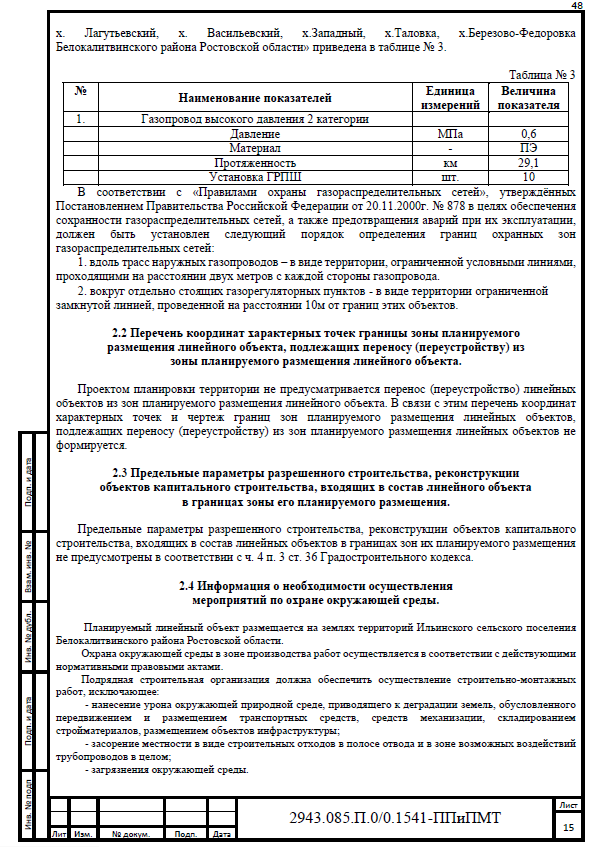 48
х. Лагутьевский, х. Васильевский, х.Западный, х.Таловка, х.Березово-Федоровка
Белокалитвинского района Ростовской области» приведена в таблице № 3.
Таблица № 3
№ Наименование показателей Единица измерений Величина показателя
1. Газопровод высокого давления 2 категории
Давление МПа 0,6
Материал - ПЭ
Протяженность км 29,1
Установка ГРПШ шт. 10
В соответствии с «Правилами охраны газораспределительных сетей», утверждённых
Постановлением Правительства Российской Федерации от 20.11.2000г. № 878 в целях обеспечения
сохранности газораспределительных сетей, а также предотвращения аварий при их эксплуатации,
должен быть установлен следующий порядок определения границ охранных зон
газораспределительных сетей:
1. вдоль трасс наружных газопроводов – в виде территории, ограниченной условными линиями,
проходящими на расстоянии двух метров с каждой стороны газопровода.
2. вокруг отдельно стоящих газорегуляторных пунктов - в виде территории ограниченной
замкнутой линией, проведенной на расстоянии 10м от границ этих объектов.
2.2 Перечень координат характерных точек границы зоны планируемого
размещения линейного объекта, подлежащих переносу (переустройству) из
зоны планируемого размещения линейного объекта.
Проектом планировки территории не предусматривается перенос (переустройство) линейных
объектов из зон планируемого размещения линейного объекта. В связи с этим перечень координат
характерных точек и чертеж границ зон планируемого размещения линейных объектов,
подлежащих переносу (переустройству) из зон планируемого размещения линейных объектов не
формируется.
2.3 Предельные параметры разрешенного строительства, реконструкции
объектов капитального строительства, входящих в состав линейного объекта
в границах зоны его планируемого размещения.
Предельные параметры разрешенного строительства, реконструкции объектов капитального
строительства, входящих в состав линейных объектов в границах зон их планируемого размещения
не предусмотрены в соответствии с ч. 4 п. 3 ст. 36 Градостроительного кодекса.
2.4 Информация о необходимости осуществления
мероприятий по охране окружающей среды.
Планируемый линейный объект размещается на землях территорий Ильинского сельского поселения
Белокалитвинского района Ростовской области.
Охрана окружающей среды в зоне производства работ осуществляется в соответствии с действующими
нормативными правовыми актами.
Подрядная строительная организация должна обеспечить осуществление строительно-монтажных
работ, исключающее:
- нанесение урона окружающей природной среде, приводящего к деградации земель, обусловленного
передвижением и размещением транспортных средств, средств механизации, складированием
стройматериалов, размещением объектов инфраструктуры;
- засорение местности в виде строительных отходов в полосе отвода и в зоне возможных воздействий
трубопроводов в целом;
- загрязнения окружающей среды.
Подп. и дата
Взам. инв. №
Инв. № дубл.
Подп. и дата
Инв. № подп
Лит Изм. № докум. Подп. Дата
2943.085.П.0/0.1541-ППиПМТ
Лист
15